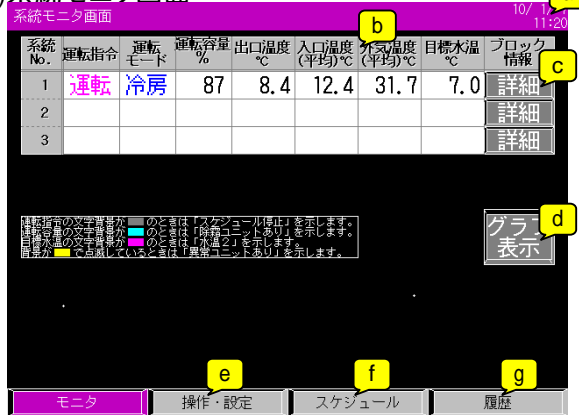 系統モニタ画面
系統モニタ画面
10/ 1/
11:20
b
系統No. 運転指令 運転モード 運転容量% 出口温度℃ 入口温度(平均)℃ 外気温度(平均)℃ 目標水温℃ ブロック情報
c
1 運転 冷房 87 8.4 12.4 31.7 7.0 詳細
2 詳細
3 詳細
運転指令の文字背景が のときは「スケジュール停止」を示します。
運転容量の文字背景が のときは「除霜ユニットあり」を示します。
目標水温の文字背景が のときは「水温2」を示します。
背景が で点滅しているときは「異常ユニットあり」を示します。
グラフ
d
表示
e
f
g
モニタ 操作・設定 スケジュール 履歴